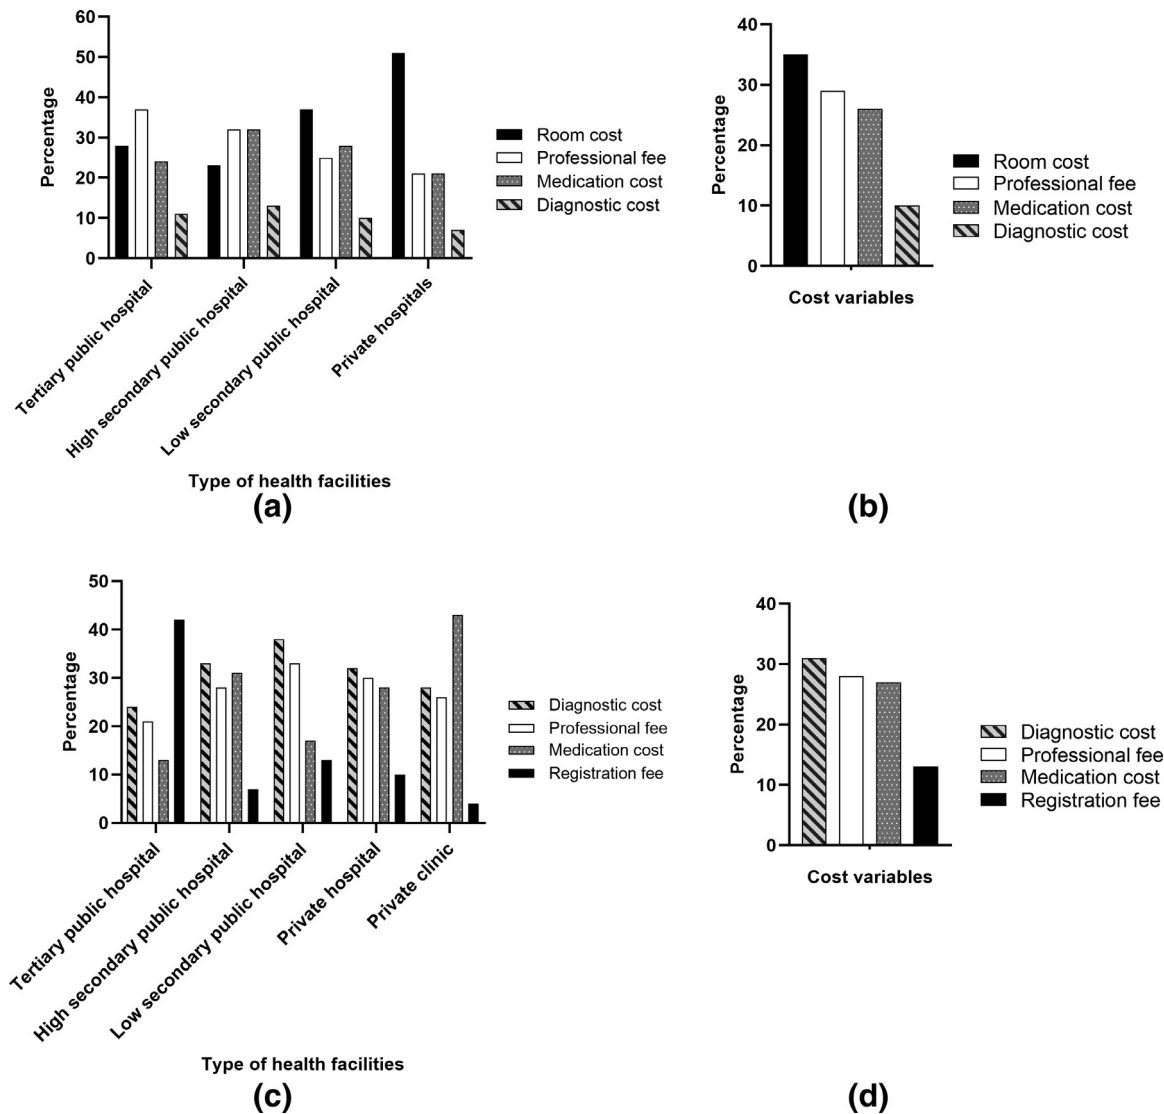 60
50
40
30
20
10
0
Percentage
Tertiary public hospital
High secondary public hospital
Low secondary public hospital
Private hospitals
Type of health facilities
Room cost
Professional fee
Medication cost
Diagnostic cost
(a)
40
30
20
10
0
Percentage
Cost variables
Room cost
Professional fee
Medication cost
Diagnostic cost
(b)
50
40
30
20
10
0
Percentage
Tertiary public hospital
High secondary public hospital
Low secondary public hospital
Private hospital
Private clinic
Type of health facilities
Diagnostic cost
Professional fee
Medication cost
Registration fee
(c)
40
30
20
10
0
Percentage
Cost variables
Diagnostic cost
Professional fee
Medication cost
Registration fee
(d)